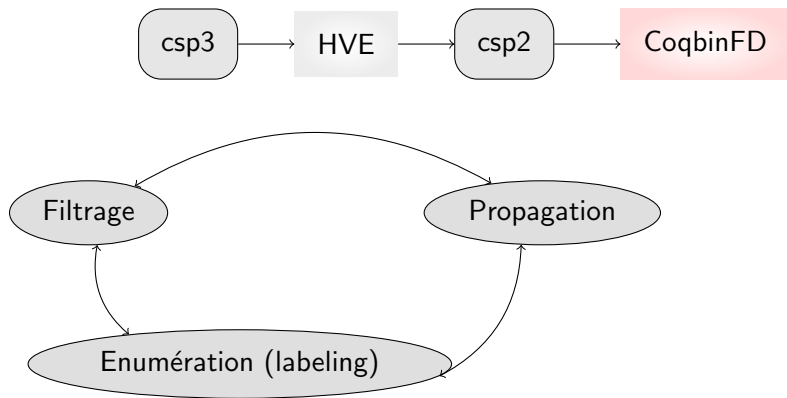 csp3
HVE
csp2
CoqbinFD
Filtrage
Propagation
Enumération (labeling)